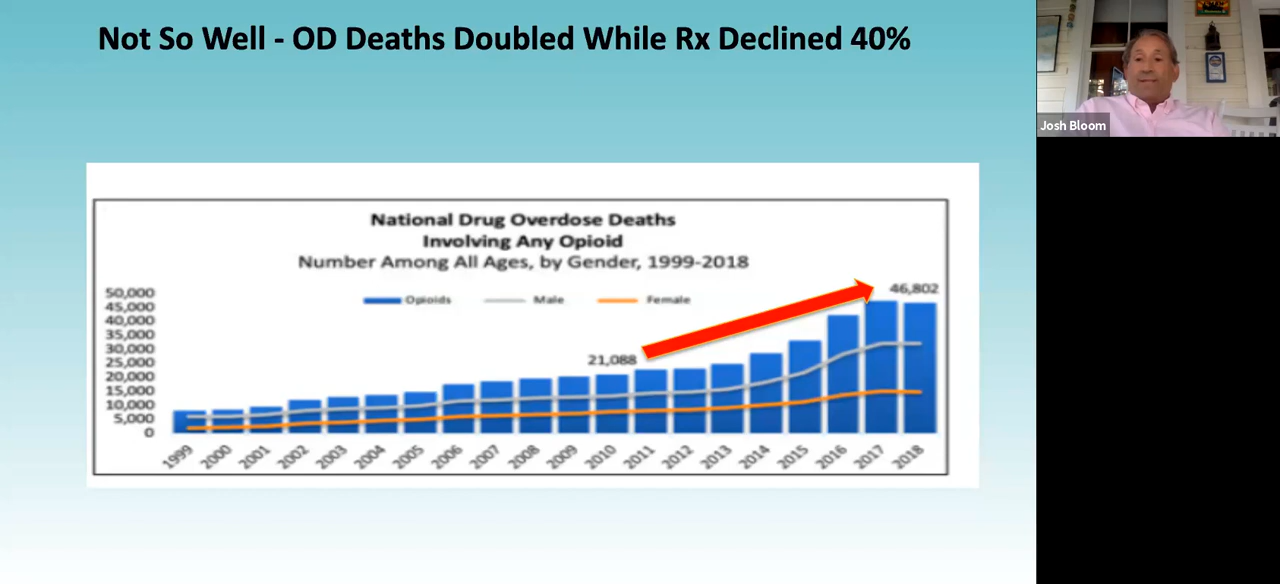 Not So Well - OD Deaths Doubled While Rx Declined 40%
Josh Bloom
National Drug Overdose Deaths
Involving Any Opioid
Number Among All Ages, by Gender, 1999-2018
Opioids Male Female
50,000
45,000
40,000
35,000
30,000
25,000
20,000
15,000
10,000
5,000
0
21,088
46,802
1999 2000 2001 2002 2003 2004 2005 2006 2007 2008 2009 2010 2011 2012 2013 2014 2015 2016 2017 2018